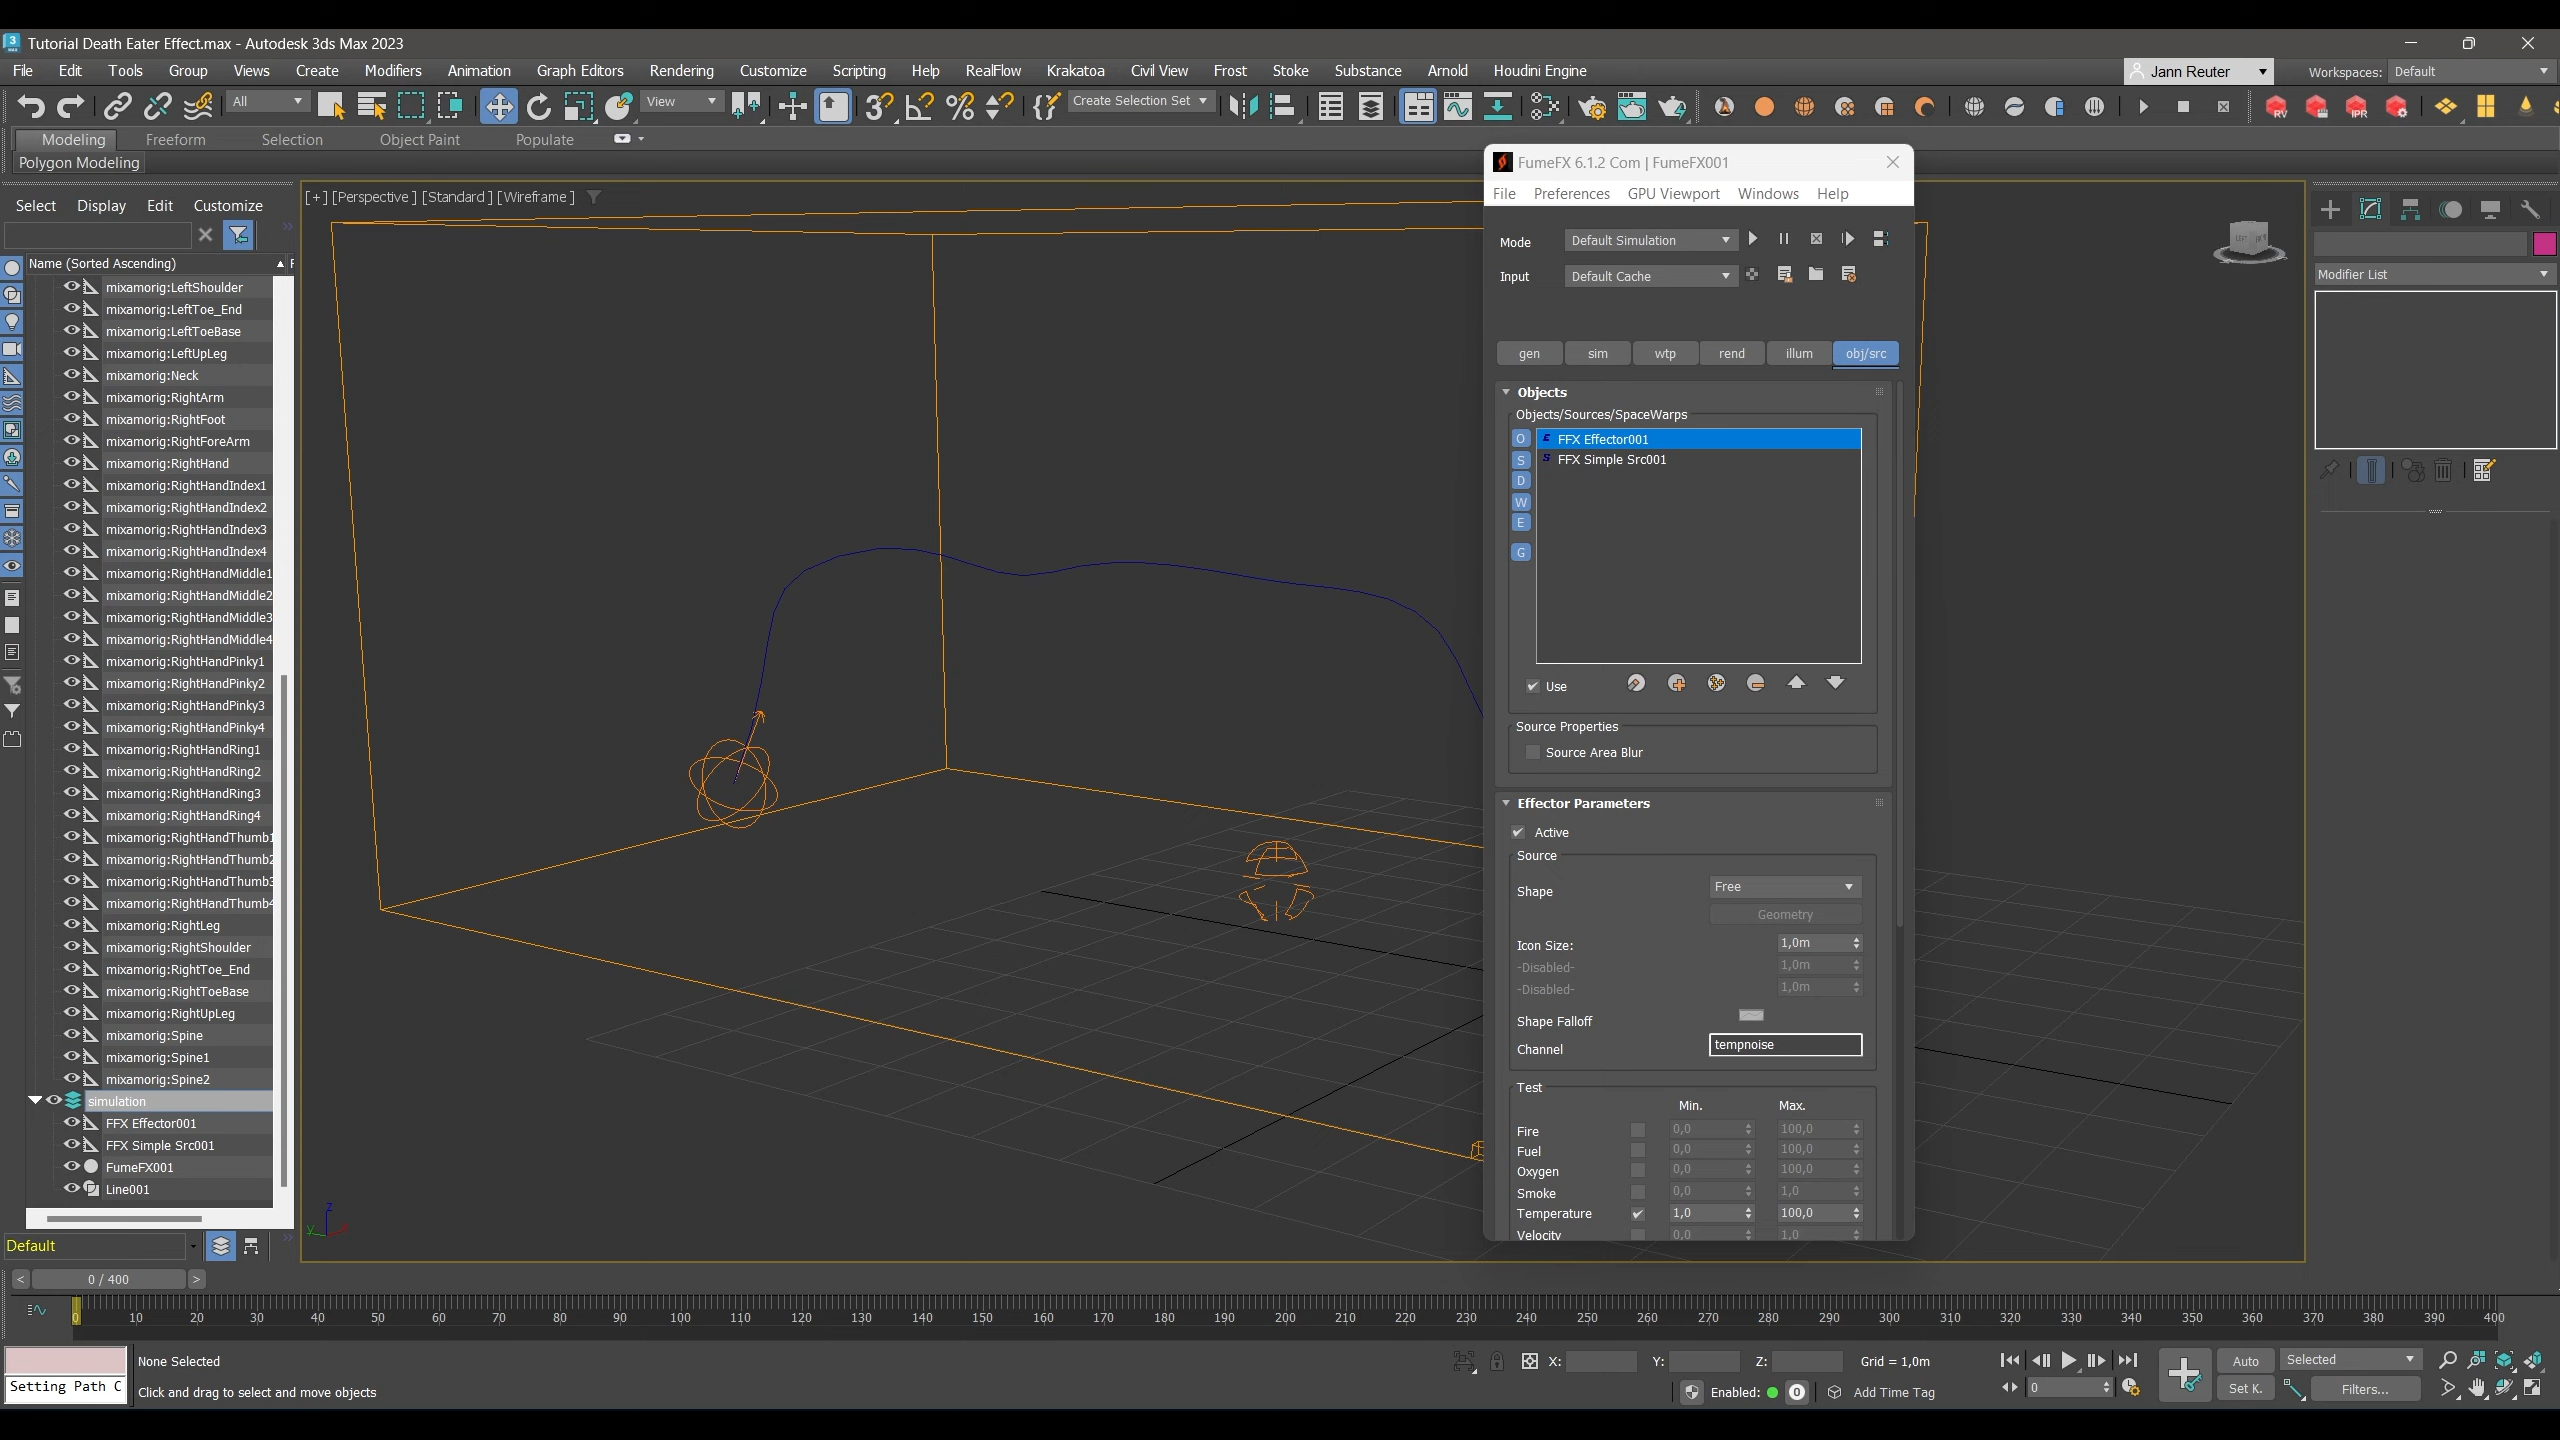 Tutorial Death Eater Effect.max - Autodesk 3ds Max 2023
File Edit Tools Group Views Create Modifiers Animation Graph Editors Rendering Customize Scripting Help RealFlow Krakatoa Civil View Frost Stoke Substance Arnold Houdini Engine
Jann Reuter Workspaces: Default
All View Create Selection Set
Modeling Freeform Selection Object Paint Populate
Polygon Modeling
Select Display Edit Customize
Name (Sorted Ascending)
mixamorig:LeftShoulder
mixamorig:LeftToe_End
mixamorig:LeftToeBase
mixamorig:LeftUpLeg
mixamorig:Neck
mixamorig:RightArm
mixamorig:RightFoot
mixamorig:RightForeArm
mixamorig:RightHand
mixamorig:RightHandIndex1
mixamorig:RightHandIndex2
mixamorig:RightHandIndex3
mixamorig:RightHandIndex4
mixamorig:RightHandMiddle1
mixamorig:RightHandMiddle2
mixamorig:RightHandMiddle3
mixamorig:RightHandMiddle4
mixamorig:RightHandPinky1
mixamorig:RightHandPinky2
mixamorig:RightHandPinky3
mixamorig:RightHandPinky4
mixamorig:RightHandRing1
mixamorig:RightHandRing2
mixamorig:RightHandRing3
mixamorig:RightHandRing4
mixamorig:RightHandThumb1
mixamorig:RightHandThumb2
mixamorig:RightHandThumb3
mixamorig:RightHandThumb4
mixamorig:RightLeg
mixamorig:RightShoulder
mixamorig:RightToe_End
mixamorig:RightToeBase
mixamorig:RightUpLeg
mixamorig:Spine
mixamorig:Spine1
mixamorig:Spine2
simulation
FFX Effector001
FFX Simple Src001
FumeFX001
Line001
Default
[+] [Perspective ] [Standard ] [Wireframe ]
FumeFX 6.1.2 Com | FumeFX001
File Preferences GPU Viewport Windows Help
Mode Default Simulation
Input Default Cache
gen sim wtp rend illum obj/src
Objects
Objects/Sources/SpaceWarps
O
S
D
W
E
G
FFX Effector001
FFX Simple Src001
Use
Source Properties
Source Area Blur
Effector Parameters
Active
Source
Shape Free
Geometry
Icon Size: 1,0m
-Disabled- 1,0m
-Disabled- 1,0m
Shape Falloff
Channel tempnoise
Test
Min. Max.
Fire 0,0 100,0
Fuel 0,0 100,0
Oxygen 0,0 100,0
Smoke 0,0 1,0
Temperature 1,0 100,0
Velocity 0,0 1,0
Modifier List
z
y
< 0 / 400 >
0 10 20 30 40 50 60 70 80 90 100 110 120 130 140 150 160 170 180 190 200 210 220 230 240 250 260 270 280 290 300 310 320 330 340 350 360 370 380 390 400
None Selected
Setting Path C
Click and drag to select and move objects
X: Y: Z: Grid = 1,0m
Enabled: 0 Add Time Tag
0
Auto Selected
Set K. Filters...